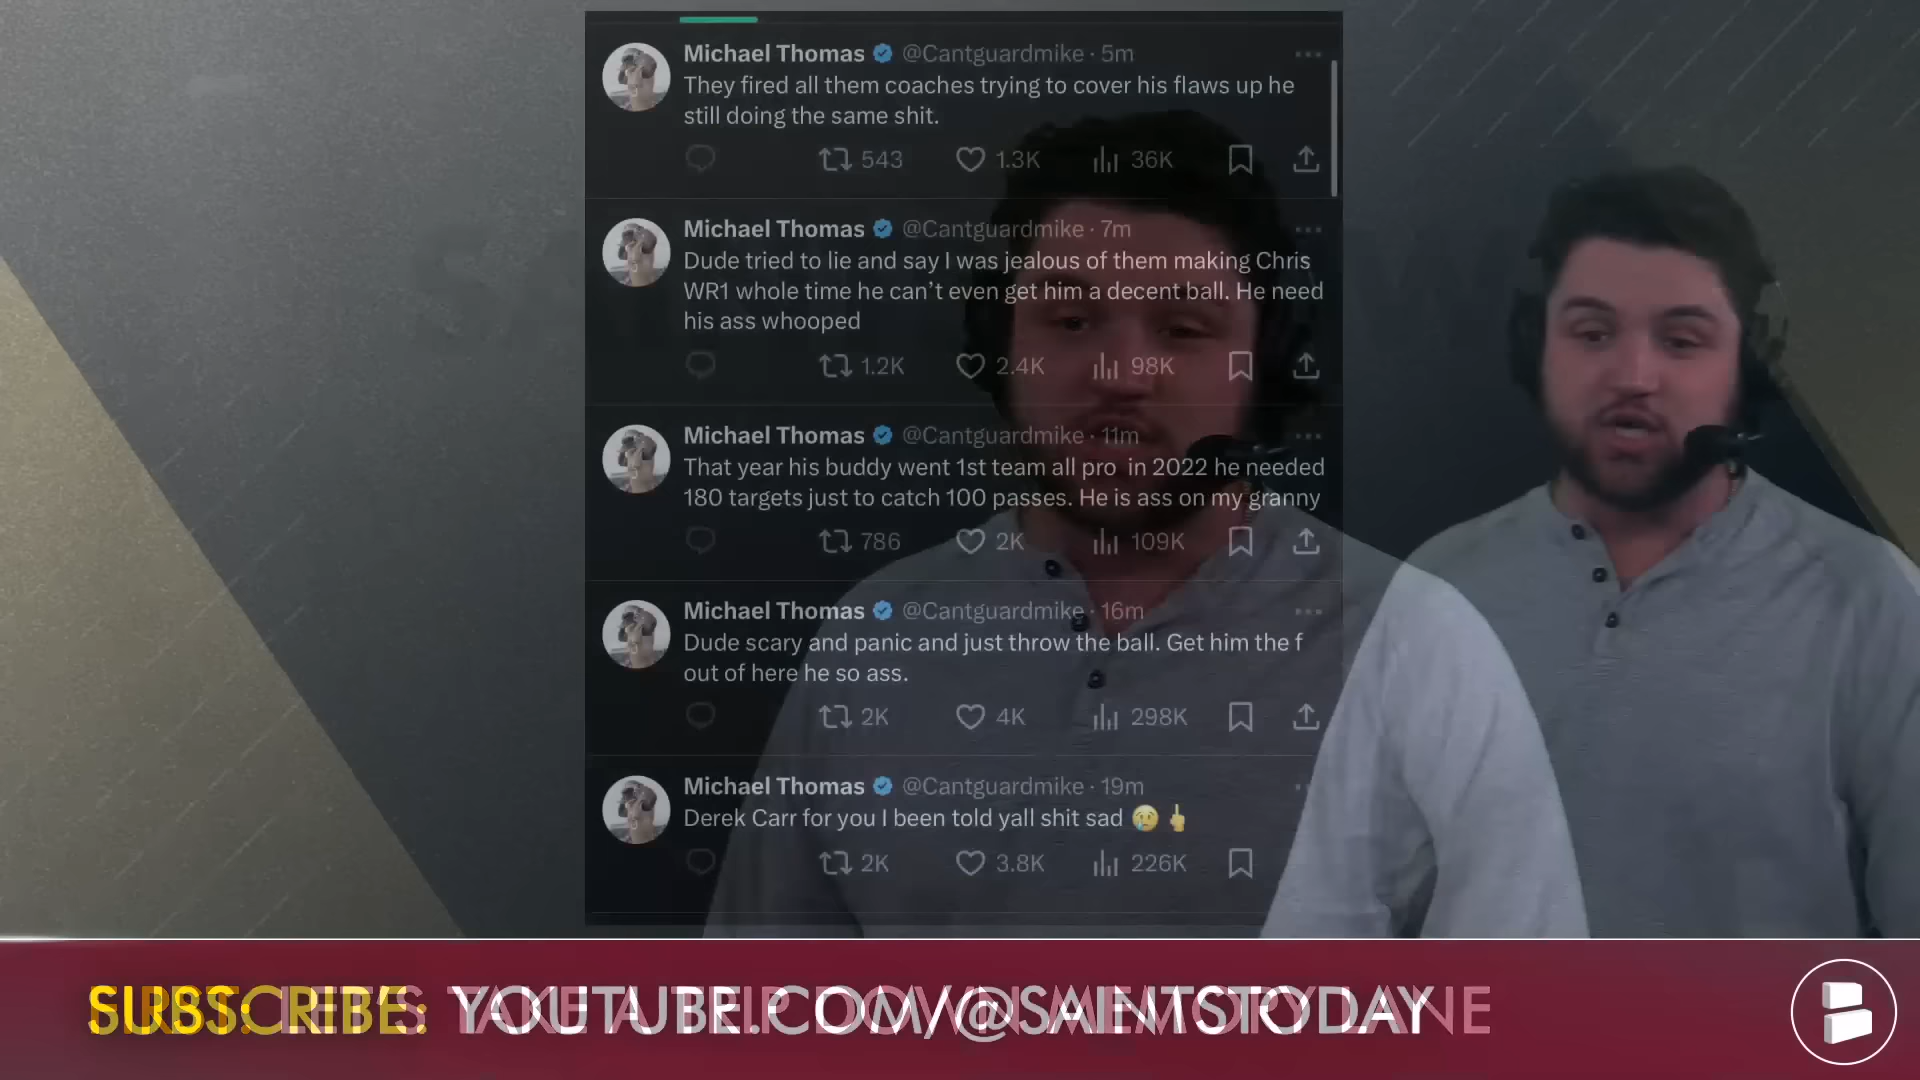 Michael Thomas @Cantguardmike · 5m
They fired all them coaches trying to cover his flaws up he
still doing the same shit.
543 1.3K 36K
Michael Thomas @Cantguardmike · 7m
Dude tried to lie and say I was jealous of them making Chris
WR1 whole time he can’t even get him a decent ball. He need
his ass whooped
1.2K 2.4K 98K
Michael Thomas @Cantguardmike · 11m
That year his buddy went 1st team all pro in 2022 he needed
180 targets just to catch 100 passes. He is ass on my granny
786 2K 109K
Michael Thomas @Cantguardmike · 16m
Dude scary and panic and just throw the ball. Get him the f
out of here he so ass.
2K 4K 298K
Michael Thomas @Cantguardmike · 19m
Derek Carr for you I been told yall shit sad 😢🖕
2K 3.8K 226K
SUBSCRIBE: YOUTUBE.COM/@SAINTSTODAY